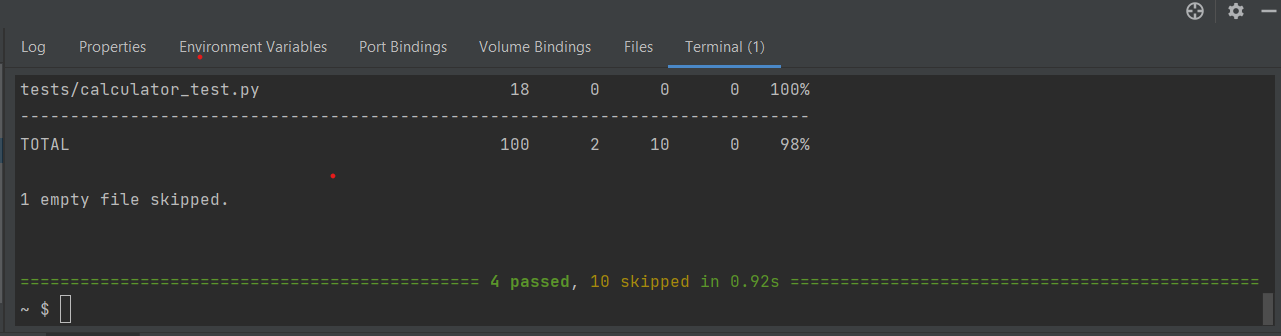 Log Properties Environment Variables Port Bindings Volume Bindings Files Terminal (1)
tests/calculator_test.py 18 0 0 0 100%
-------------------------------------------------------------------------------
TOTAL 100 2 10 0 98%
1 empty file skipped.
============================================== 4 passed, 10 skipped in 0.92s ===============================================
~ $